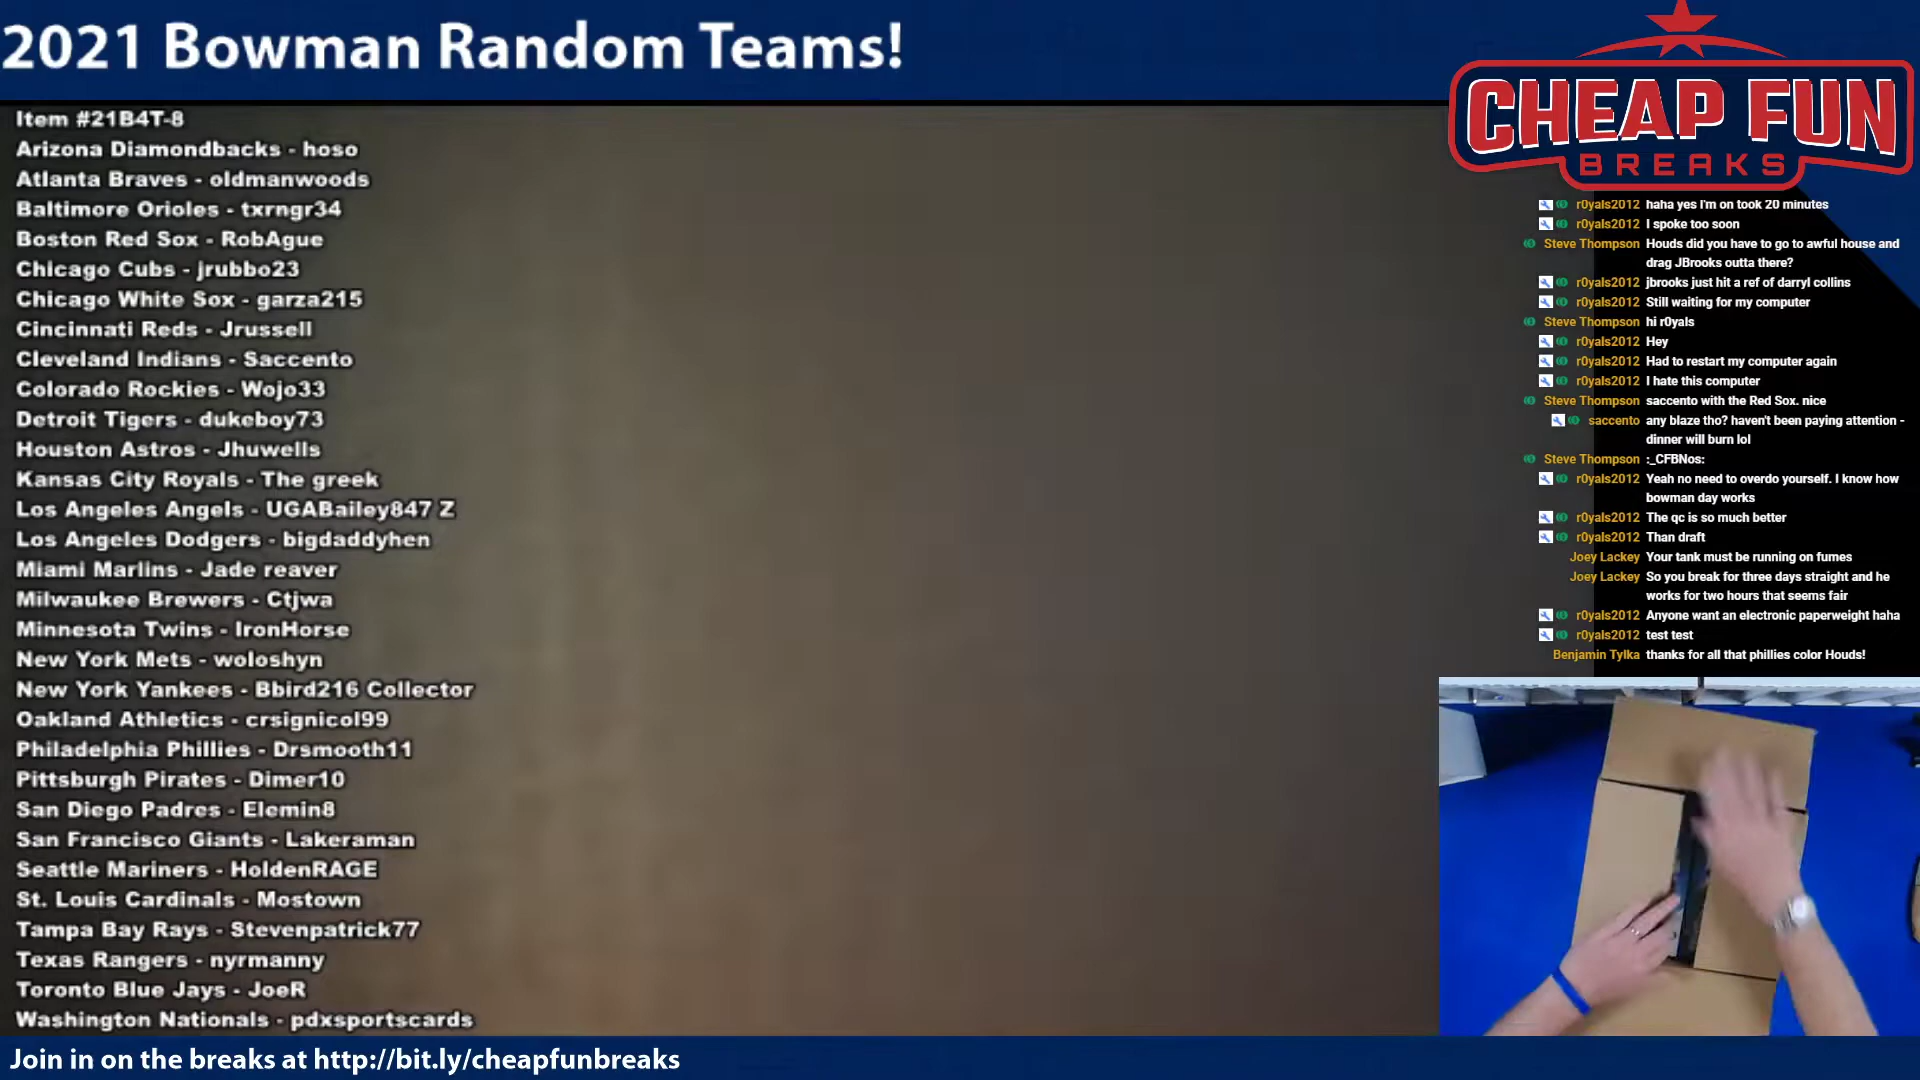 2021 Bowman Random Teams!
CHEAP FUN
BREAKS
Item #21B4T-8
Arizona Diamondbacks - hoso
Atlanta Braves - oldmanwoods
Baltimore Orioles - txrngr34
Boston Red Sox - RobAgue
Chicago Cubs - jrubbo23
Chicago White Sox - garza215
Cincinnati Reds - Jrussell
Cleveland Indians - Saccento
Colorado Rockies - Wojo33
Detroit Tigers - dukeboy73
Houston Astros - Jhuwells
Kansas City Royals - The greek
Los Angeles Angels - UGABailey847 Z
Los Angeles Dodgers - bigdaddyhen
Miami Marlins - Jade reaver
Milwaukee Brewers - Ctjwa
Minnesota Twins - IronHorse
New York Mets - woloshyn
New York Yankees - Bbird216 Collector
Oakland Athletics - crsignicol99
Philadelphia Phillies - Drsmooth11
Pittsburgh Pirates - Dimer10
San Diego Padres - Elemin8
San Francisco Giants - Lakeraman
Seattle Mariners - HoldenRAGE
St. Louis Cardinals - Mostown
Tampa Bay Rays - Stevenpatrick77
Texas Rangers - nyrmanny
Toronto Blue Jays - JoeR
Washington Nationals - pdxsportscards
r0yals2012 haha yes I'm on took 20 minutes
r0yals2012 I spoke too soon
Steve Thompson Houds did you have to go to awful house and
drag JBrooks outta there?
r0yals2012 jbrooks just hit a ref of darryl collins
r0yals2012 Still waiting for my computer
Steve Thompson hi r0yals
r0yals2012 Hey
r0yals2012 Had to restart my computer again
r0yals2012 I hate this computer
Steve Thompson saccento with the Red Sox. nice
saccento any blaze tho? haven't been paying attention -
dinner will burn lol
Steve Thompson :_CFBNos:
r0yals2012 Yeah no need to overdo yourself. I know how
bowman day works
r0yals2012 The qc is so much better
r0yals2012 Than draft
Joey Lackey Your tank must be running on fumes
Joey Lackey So you break for three days straight and he
works for two hours that seems fair
r0yals2012 Anyone want an electronic paperweight haha
r0yals2012 test test
Benjamin Tylka thanks for all that phillies color Houds!
Join in on the breaks at http://bit.ly/cheapfunbreaks